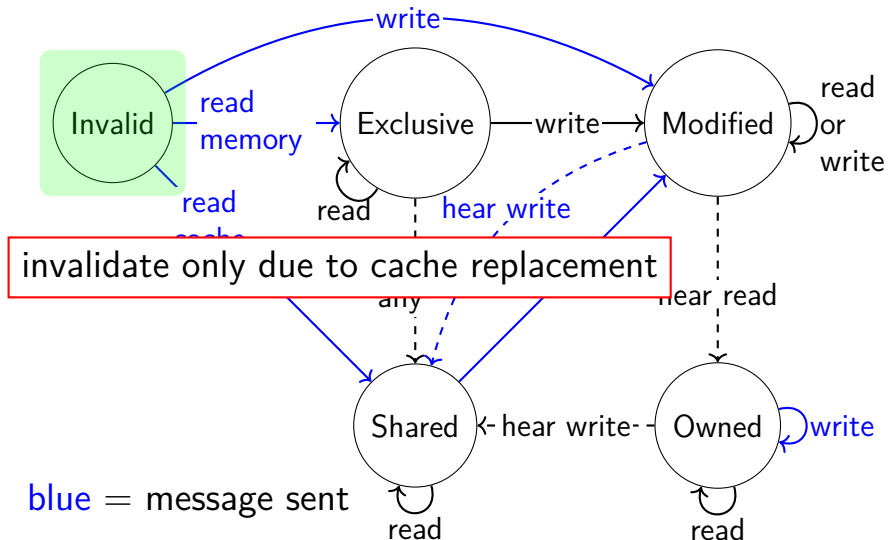 write
Invalid
read
memory
Exclusive
write
Modified
read
or
write
read
hear write
read
cache
invalidate only due to cache replacement
any
hear read
Shared
hear write
Owned
write
blue = message sent
read
read